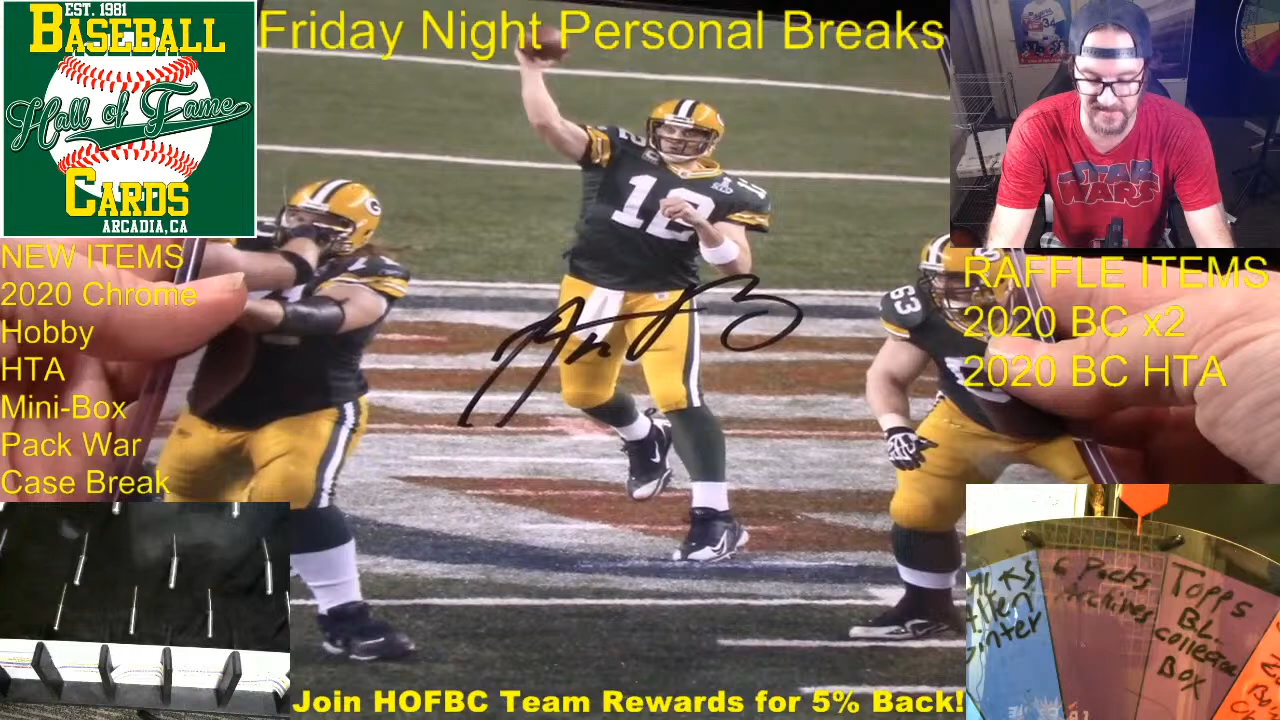 EST. 1981
BASEBALL
Hall of Fame
CARDS
ARCADIA, CA
Friday Night Personal Breaks
34
STAR
WARS
NEW ITEMS
2020 Chrome
Hobby
HTA
Mini-Box
Pack War
Case Break
RAFFLE ITEMS
2020 BC x2
2020 BC HTA
12
12
63
6 Packs
Archives
TOPPS
BL.
COLLECTOR
BOX
Join HOFBC Team Rewards for 5% Back!